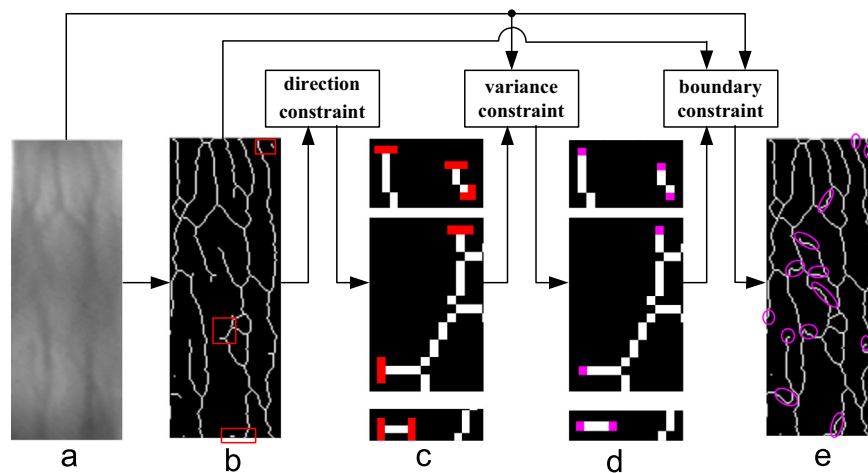 direction
constraint
variance
constraint
boundary
constraint
a
b
c
d
e